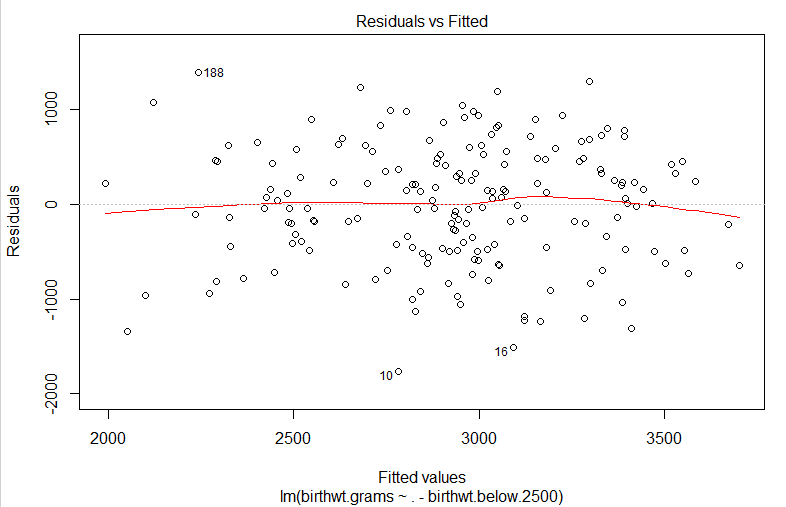 Residuals vs Fitted
188
1000
0
Residuals
-1000
16
10
-2000
2000 2500 3000 3500
Fitted values
lm(birthwt.grams ~ . - birthwt.below.2500)